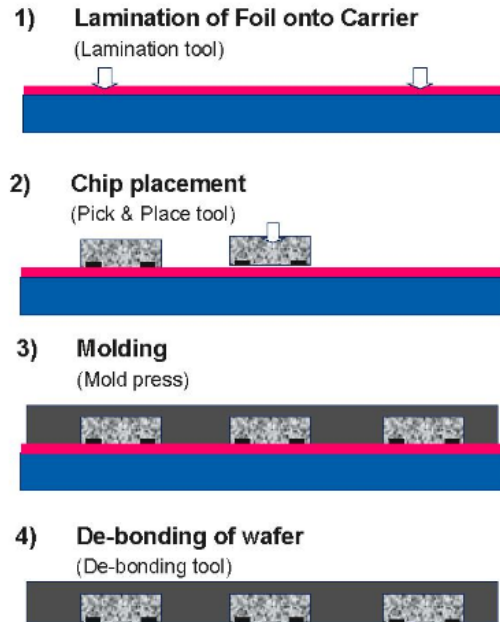 1) Lamination of Foil onto Carrier
(Lamination tool)
2) Chip placement
(Pick & Place tool)
3) Molding
(Mold press)
4) De-bonding of wafer
(De-bonding tool)